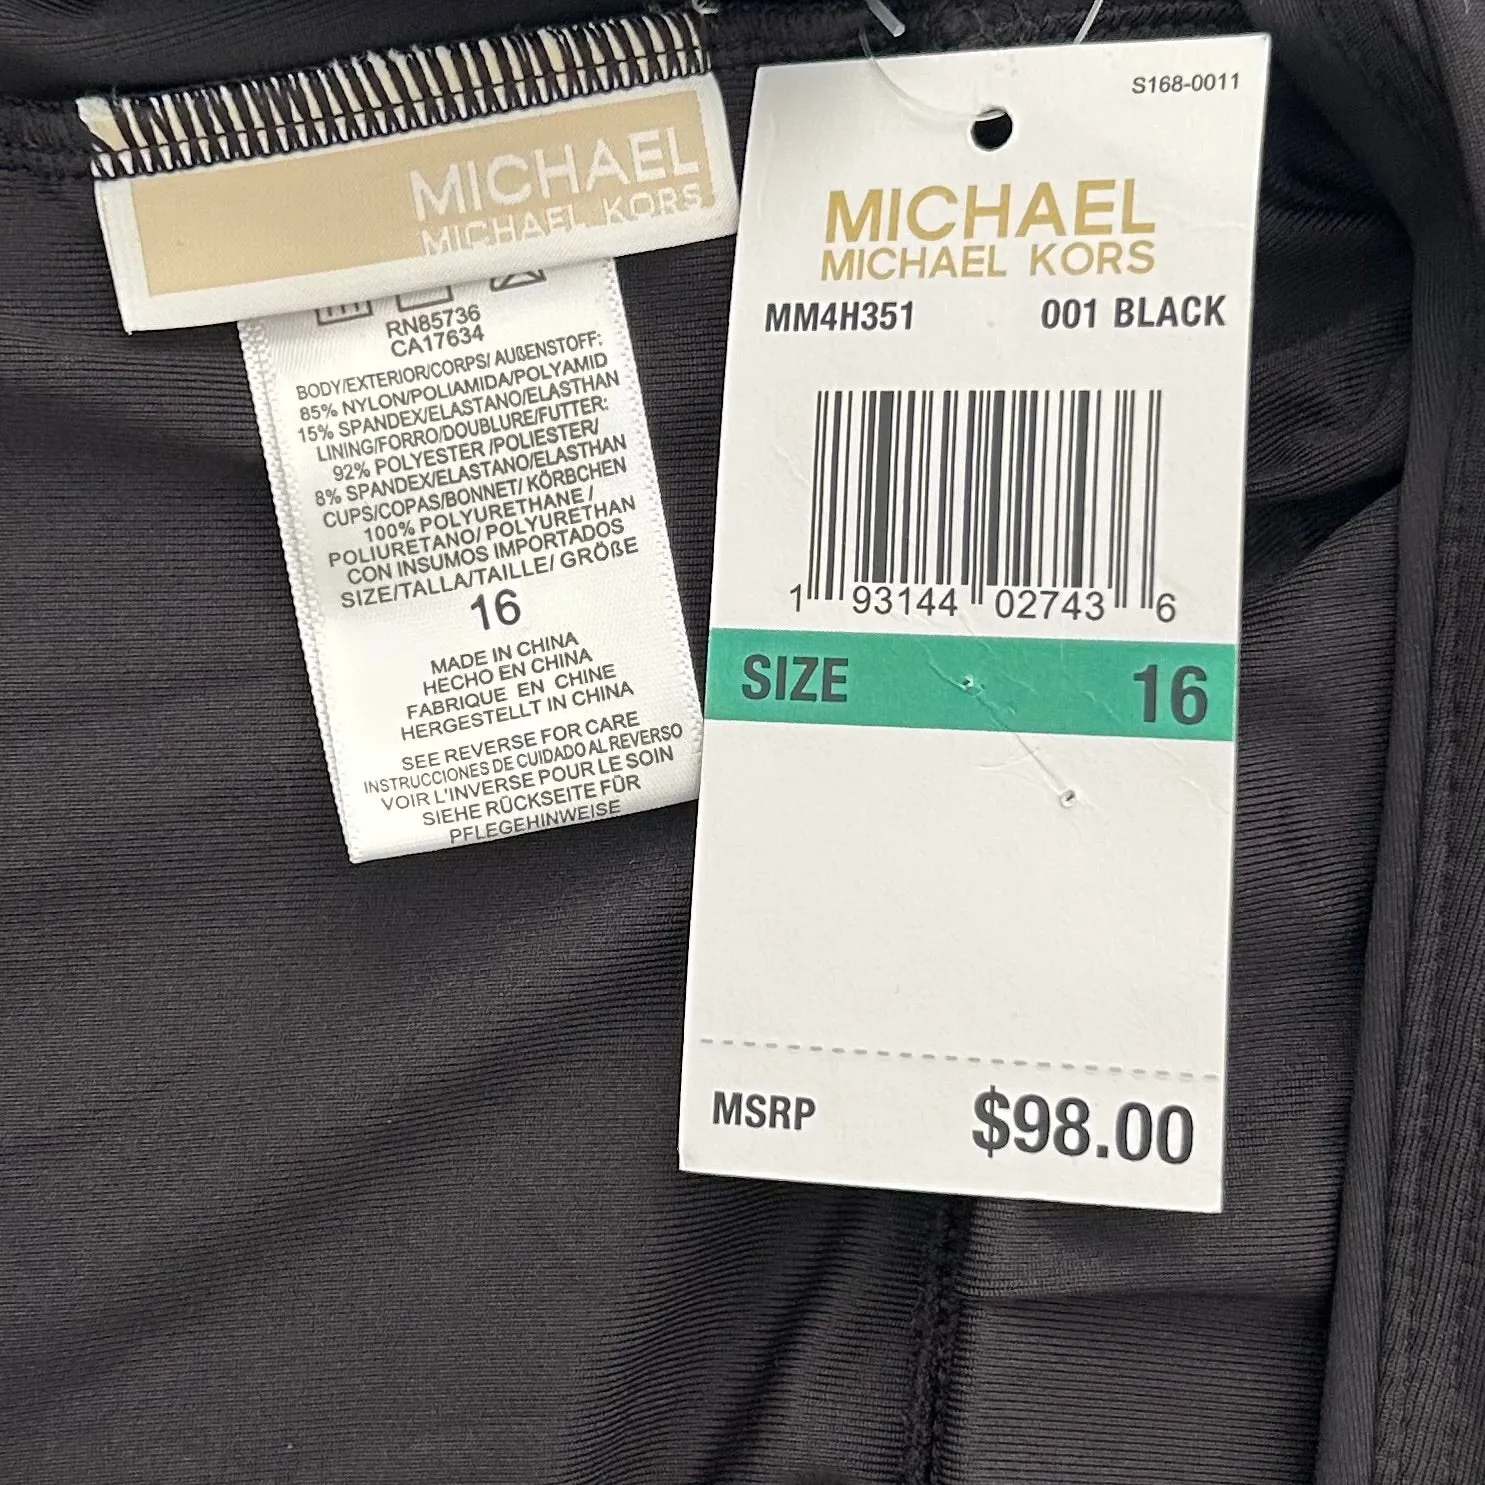 MICHAEL
MICHAEL KORS
RN85736
CA17634
BODY/EXTERIOR/CORPS/ AUßENSTOFF:
85% NYLON/POLIAMIDA/POLYAMID
15% SPANDEX/ELASTANO/ELASTHAN
LINING/FORRO/DOUBLURE/FUTTER:
92% POLYESTER /POLIESTER/
8% SPANDEX/ELASTANO/ELASTHAN
CUPS/COPAS/BONNET/ KÖRBCHEN
100% POLYURETHANE /
POLIURETANO/ POLYURETHAN
CON INSUMOS IMPORTADOS
SIZE/TALLA/TAILLE/ GRÖßE
16
MADE IN CHINA
HECHO EN CHINA
FABRIQUE EN CHINE
HERGESTELLT IN CHINA
SEE REVERSE FOR CARE
INSTRUCCIONES DE CUIDADO AL REVERSO
VOIR L'INVERSE POUR LE SOIN
SIEHE RÜCKSEITE FÜR
PFLEGEHINWEISE
S168-0011
MICHAEL
MICHAEL KORS
MM4H351 001 BLACK
1 93144 02743 6
SIZE 16
MSRP $98.00